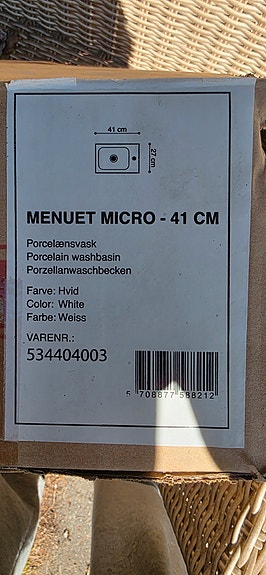 41 cm
27 cm
MENUET MICRO - 41 CM
Porcelænsvask
Porcelain washbasin
Porzellanwaschbecken
Farve: Hvid
Color: White
Farbe: Weiss
VARENR.:
534404003
5 708877 588212